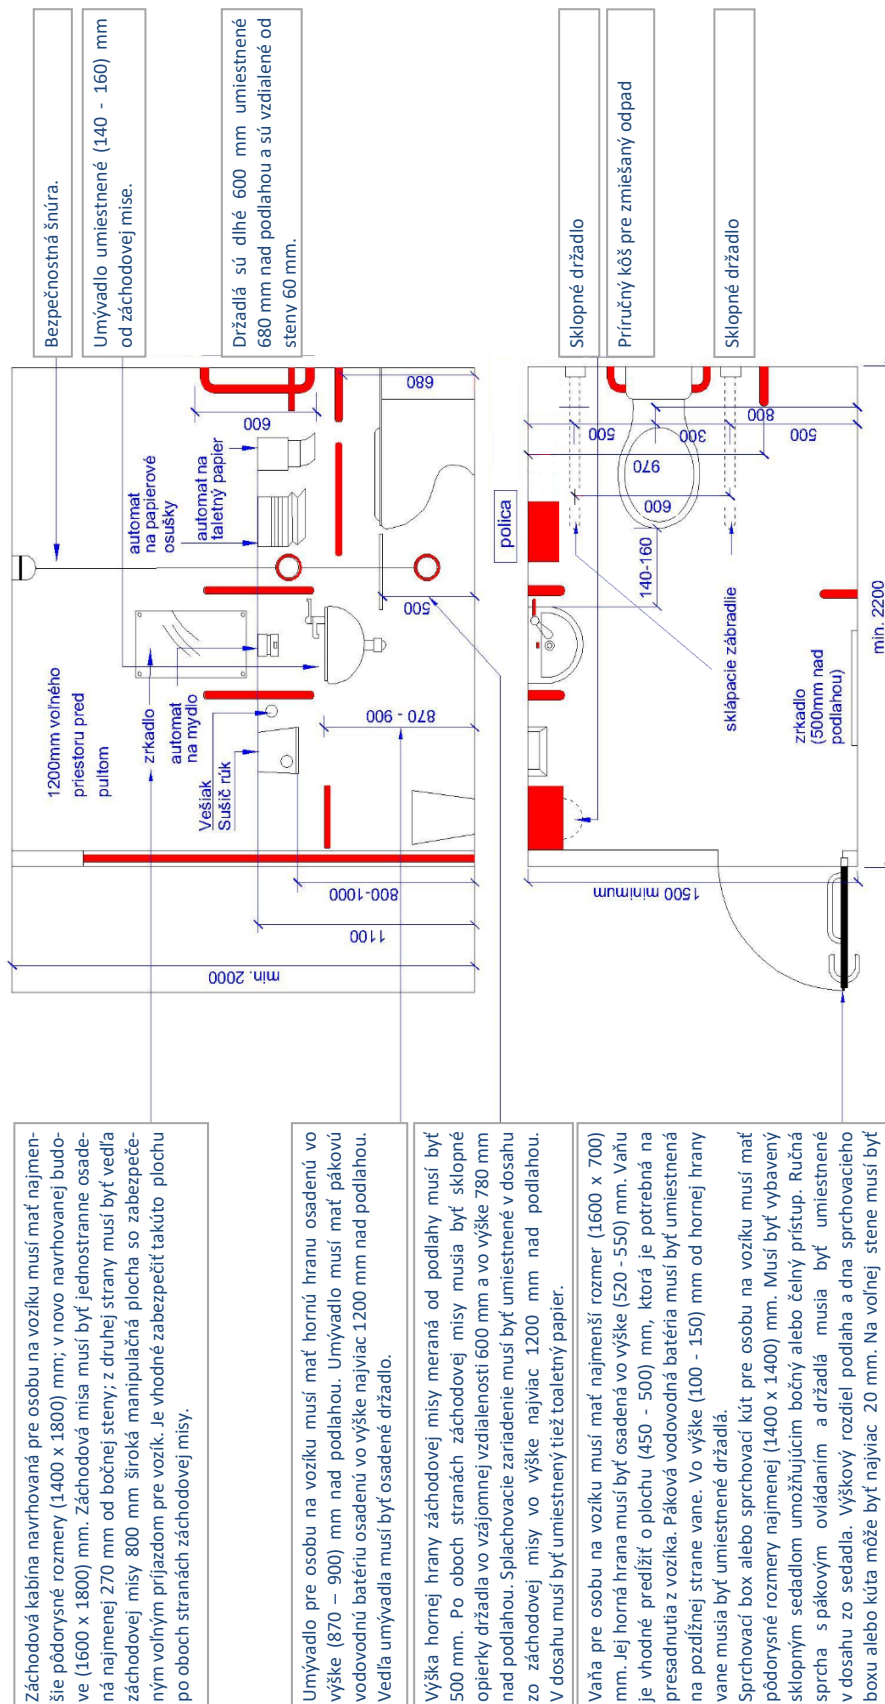 Záchodová kabína navrhovaná pre osobu na vozíku musí mať najmen-
šie pôdorysné rozmery (1400 x 1800) mm; v novo navrhovanej budo-
ve (1600 x 1800) mm. Záchodová misa musí byť jednostranne osade-
ná najmenej 270 mm od bočnej steny; z druhej strany musí byť vedľa
záchodovej misy 800 mm široká manipulačná plocha so zabezpeče-
ným voľným príjazdom pre vozík. Je vhodné zabezpečiť takúto plochu
po oboch stranách záchodovej misy.
Umývadlo pre osobu na vozíku musí mať hornú hranu osadenú vo
výške (870 – 900) mm nad podlahou. Umývadlo musí mať pákovú
vodovodnú batériu osadenú vo výške najviac 1200 mm nad podlahou.
Vedľa umývadla musí byť osadené držadlo.
Výška hornej hrany záchodovej misy meraná od podlahy musí byť
500 mm. Po oboch stranách záchodovej misy musia byť sklopné
opierky držadla vo vzájomnej vzdialenosti 600 mm a vo výške 780 mm
nad podlahou. Splachovacie zariadenie musí byť umiestnené v dosahu
zo záchodovej misy vo výške najviac 1200 mm nad podlahou.
V dosahu musí byť umiestnený tiež toaletný papier.
Vaňa pre osobu na vozíku musí mať najmenší rozmer (1600 x 700)
mm. Jej horná hrana musí byť osadená vo výške (520 - 550) mm. Vaňu
je vhodné predĺžiť o plochu (450 - 500) mm, ktorá je potrebná na
presadnutia z vozíka. Páková vodovodná batéria musí byť umiestnená
na pozdĺžnej strane vane. Vo výške (100 - 150) mm od hornej hrany
vane musia byť umiestnené držadlá.
Sprchovací box alebo sprchovací kút pre osobu na vozíku musí mať
pôdorysné rozmery najmenej (1400 x 1400) mm. Musí byť vybavený
sklopným sedadlom umožňujúcim bočný alebo čelný prístup. Ručná
sprcha s pákovým ovládaním a držadlá musia byť umiestnené
v dosahu zo sedadla. Výškový rozdiel podlaha a dna sprchovacieho
boxu alebo kúta môže byť najviac 20 mm. Na voľnej stene musí byť
min. 2000
1100
800-1000
1200mm voľného
priestoru pred
pultom
zrkadlo
automat
na mydlo
Vešiak
Sušič rúk
870 - 900
automat
na papierové
osušky
automat na
taletný papier
500
600
680
polica
1500 minimum
140-160
sklápacie zábradlie
zrkadlo
(500mm nad
podlahou)
970
600
500
300
800
500
min. 2200
Bezpečnostná šnúra.
Umývadlo umiestnené (140 - 160) mm
od záchodovej mise.
Držadlá sú dlhé 600 mm umiestnené
680 mm nad podlahou a sú vzdialené od
steny 60 mm.
Sklopné držadlo
Príručný kôš pre zmiešaný odpad
Sklopné držadlo